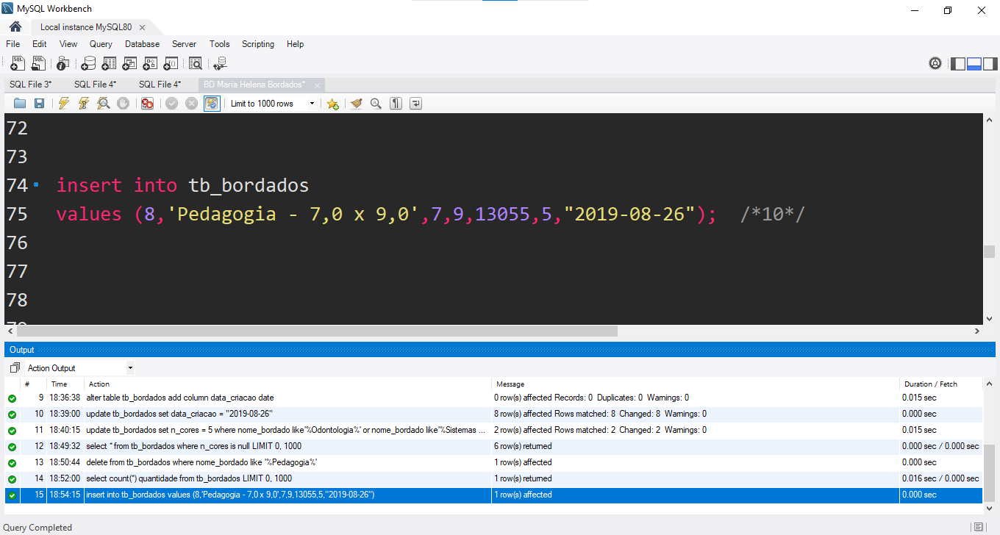 MySQL Workbench
Local instance MySQL80
File Edit View Query Database Server Tools Scripting Help
SQL File 3* SQL File 4* SQL File 4* BD Maria Helena Bordados*
Limit to 1000 rows
72
73
74 insert into tb_bordados
75 values (8,'Pedagogia - 7,0 x 9,0',7,9,13055,5,"2019-08-26"); /*10*/
76
77
78
79
Output
Action Output
# Time Action Message Duration / Fetch
9 18:36:38 alter table tb_bordados add column data_criacao date 0 row(s) affected Records: 0 Duplicates: 0 Warnings: 0 0.015 sec
10 18:39:00 update tb_bordados set data_criacao = "2019-08-26" 8 row(s) affected Rows matched: 8 Changed: 8 Warnings: 0 0.000 sec
11 18:40:15 update tb_bordados set n_cores = 5 where nome_bordado like'%Odontologia%' or nome_bordado like'%Sistemas ... 2 row(s) affected Rows matched: 2 Changed: 2 Warnings: 0 0.015 sec
12 18:49:32 select * from tb_bordados where n_cores is null LIMIT 0, 1000 6 row(s) returned 0.000 sec / 0.000 sec
13 18:50:44 delete from tb_bordados where nome_bordado like '%Pedagogia%' 1 row(s) affected 0.000 sec
14 18:52:00 select count(*) quantidade from tb_bordados LIMIT 0, 1000 1 row(s) returned 0.016 sec / 0.000 sec
15 18:54:15 insert into tb_bordados values (8,'Pedagogia - 7,0 x 9,0',7,9,13055,5,"2019-08-26") 1 row(s) affected 0.000 sec
Query Completed